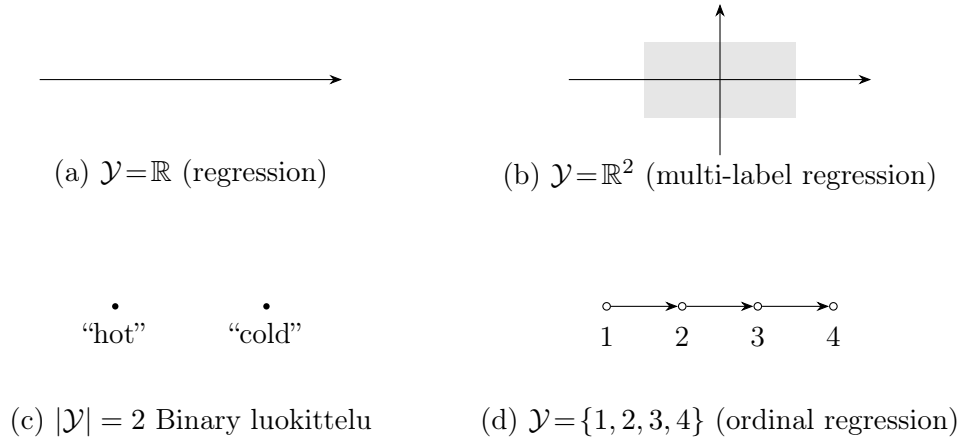 (a) 𝒴=ℝ (regression)
(b) 𝒴=ℝ² (multi-label regression)
“hot” “cold”
1 2 3 4
(c) |𝒴| = 2 Binary luokittelu
(d) 𝒴={1, 2, 3, 4} (ordinal regression)